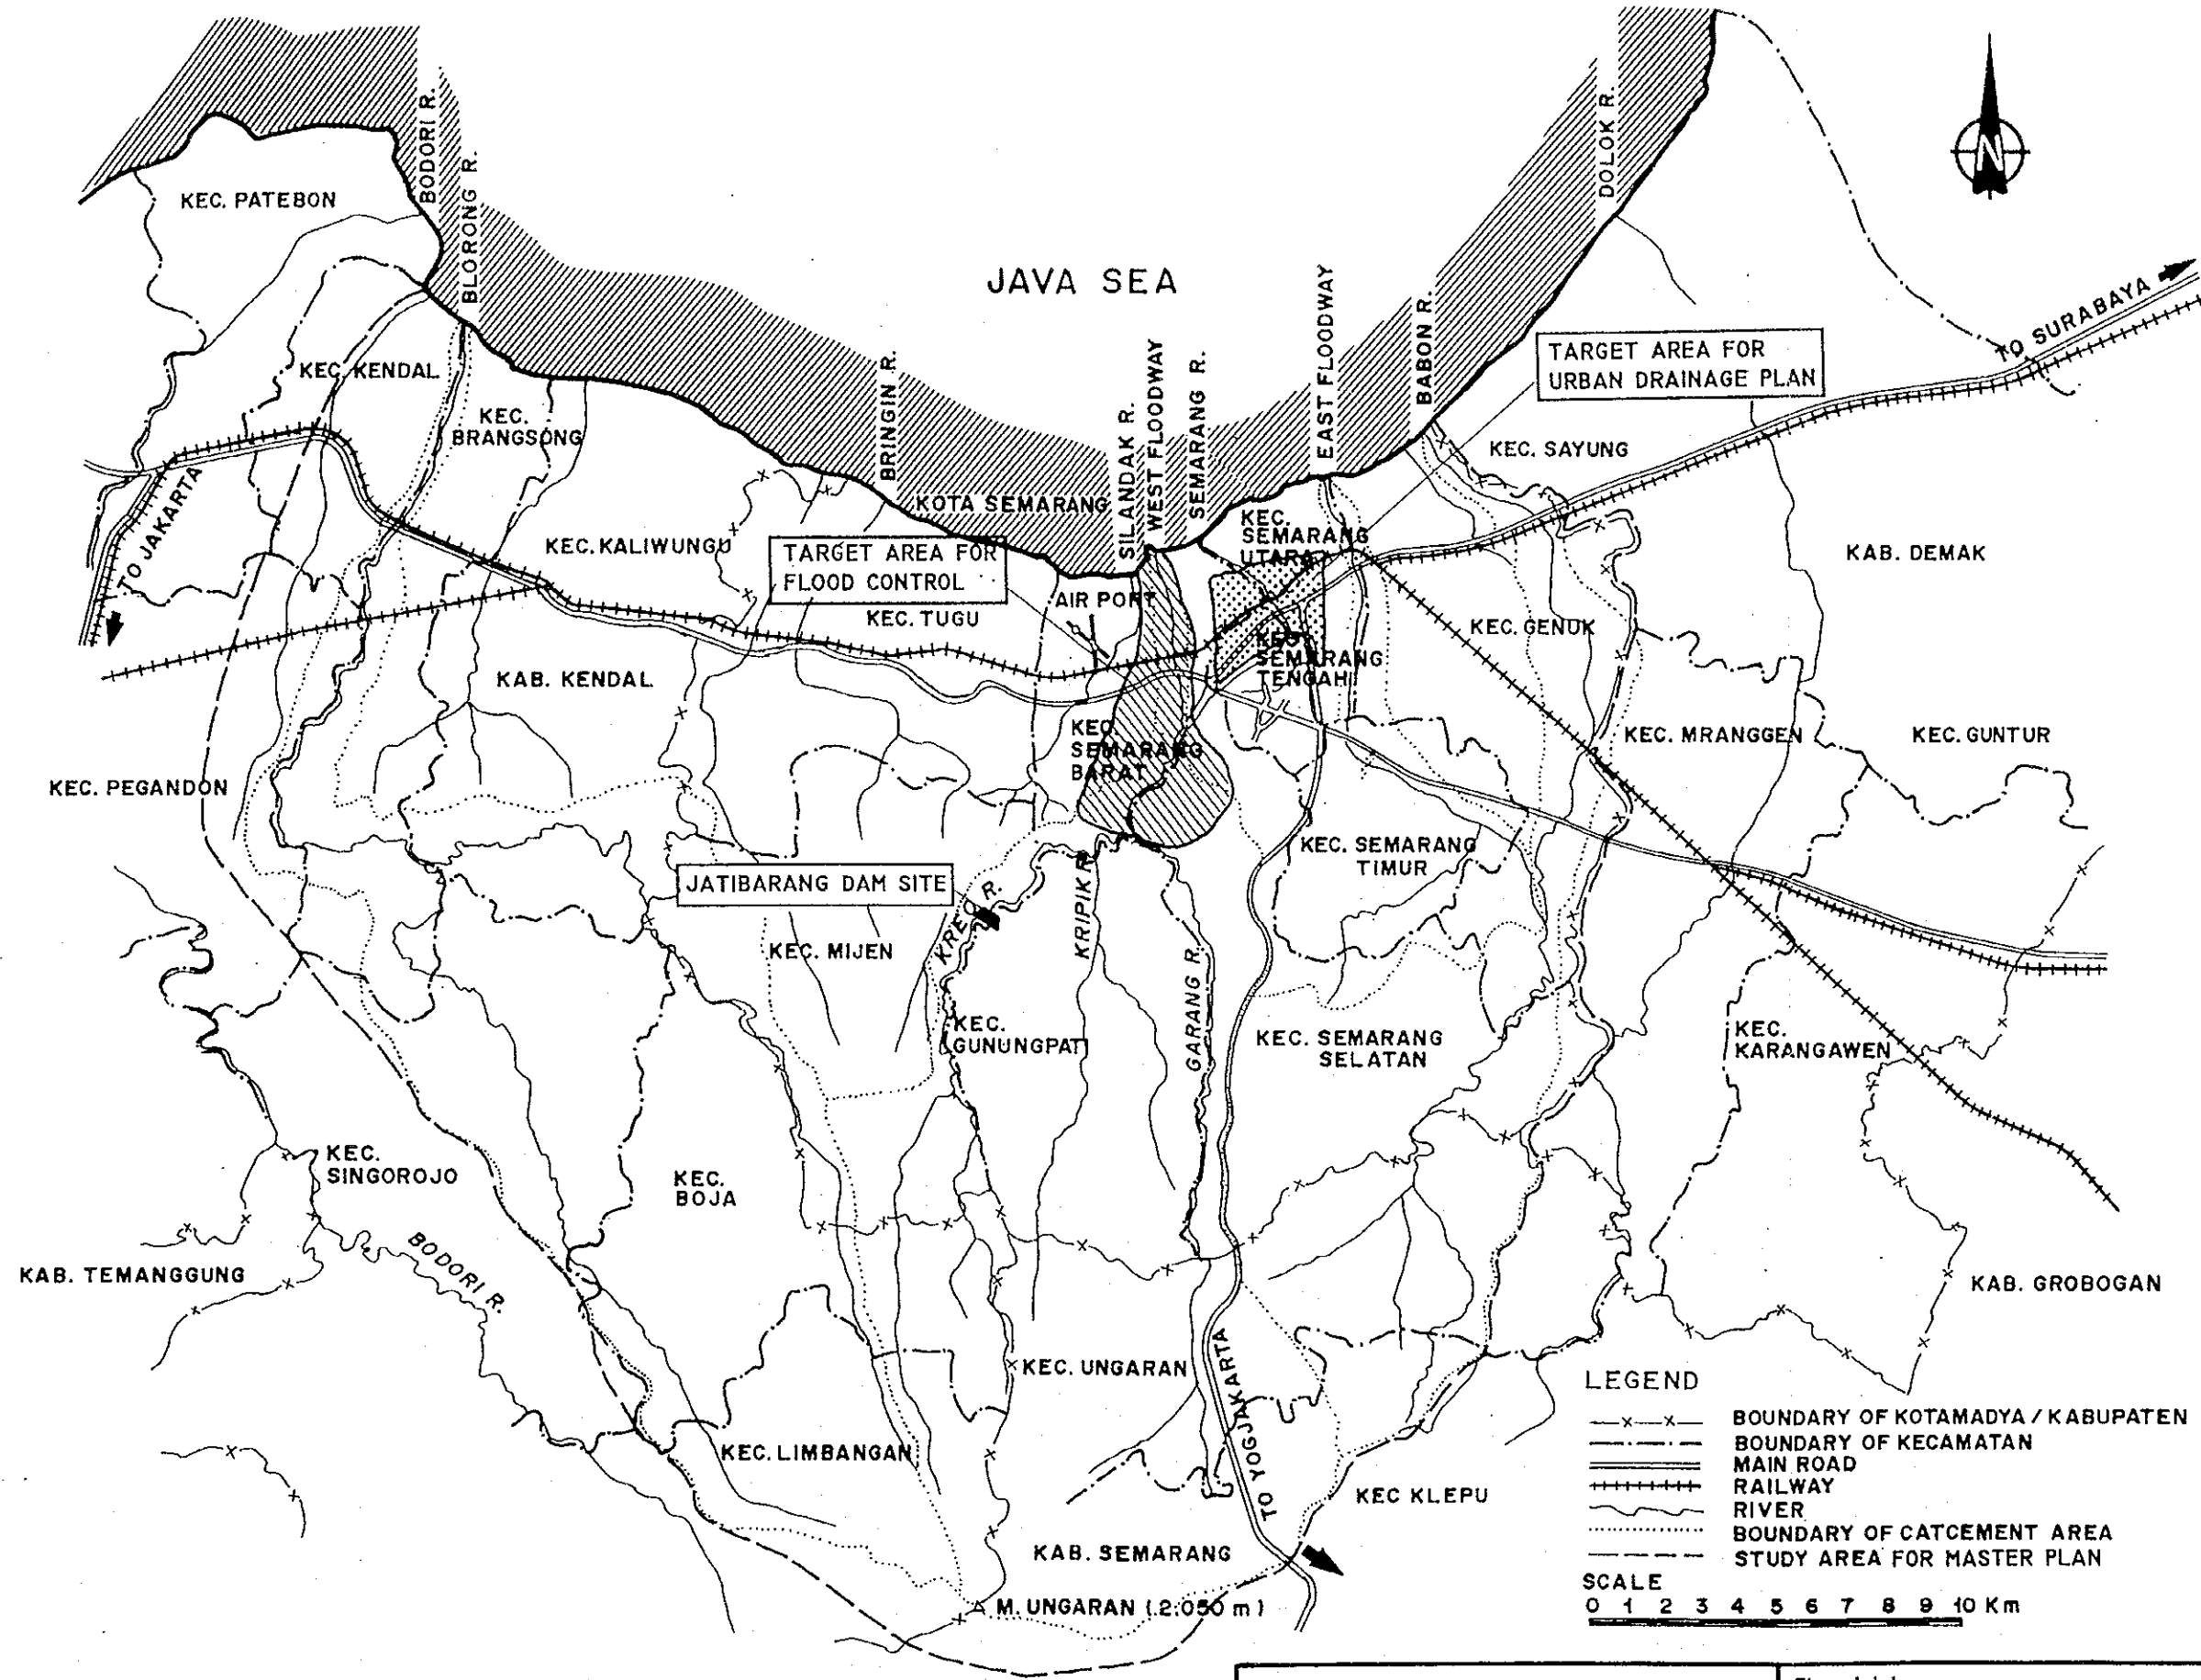 BODORI R.
BLORONG R.
DOLOK R.
N
KEC. PATEBON
JAVA SEA
EAST FLOODWAY
BABON R.
TO SURABAYA
TARGET AREA FOR
URBAN DRAINAGE PLAN
BRINGIN R.
SILANDAK R.
WEST FLOODWAY
SEMARANG R.
KEC. KENDAL
KEC.
BRANGSONG
KEC. SAYUNG
TO JAKARTA
KOTA SEMARANG
KEC.
SEMARANG
UTARA
KEC. KALIWUNGU
TARGET AREA FOR
FLOOD CONTROL
KAB. DEMAK
AIR PORT
KEC. TUGU
KEC. GENUK
KEC.
SEMARANG
TENGAH
KAB. KENDAL
KEC.
SEMARANG
BARAT
KEC. MRANGGEN
KEC. GUNTUR
KEC. PEGANDON
KEC. SEMARANG
TIMUR
JATIBARANG DAM SITE
KREO R.
KRIPIK R.
GARANG R.
KEC. MIJEN
KEC.
GUNUNGPATI
KEC. SEMARANG
SELATAN
KEC.
KARANGAWEN
KEC.
SINGOROJO
KEC.
BOJA
BODORI R.
KAB. TEMANGGUNG
KAB. GROBOGAN
KEC. UNGARAN
TO YOGJAKARTA
KEC. LIMBANGAN
KEC KLEPU
KAB. SEMARANG
M. UNGARAN (2.050 m)
LEGEND
BOUNDARY OF KOTAMADYA / KABUPATEN
BOUNDARY OF KECAMATAN
MAIN ROAD
RAILWAY
RIVER
BOUNDARY OF CATCEMENT AREA
STUDY AREA FOR MASTER PLAN
SCALE
0 1 2 3 4 5 6 7 8 9 10 Km